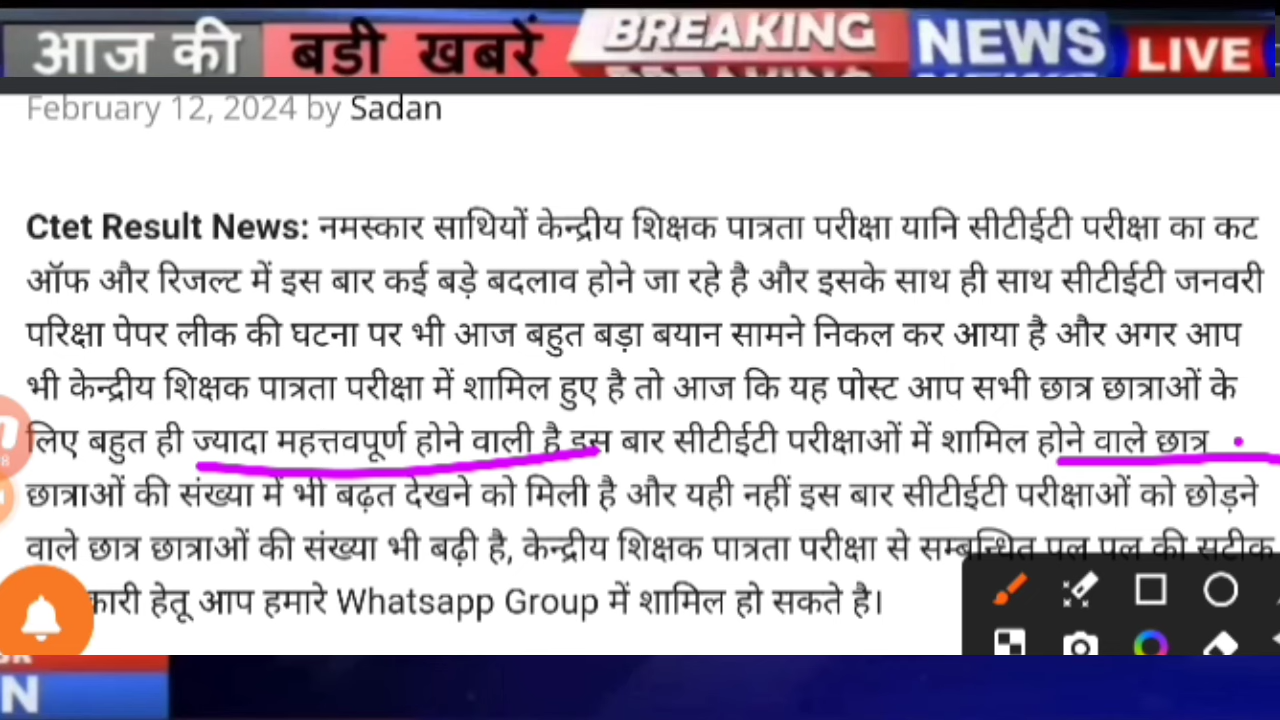 आज की बडी खबरें BREAKING NEWS LIVE
February 12, 2024 by Sadan
Ctet Result News: नमस्कार साथियों केन्द्रीय शिक्षक पात्रता परीक्षा यानि सीटीईटी परीक्षा का कट
ऑफ और रिजल्ट में इस बार कई बड़े बदलाव होने जा रहे है और इसके साथ ही साथ सीटीईटी जनवरी
परिक्षा पेपर लीक की घटना पर भी आज बहुत बड़ा बयान सामने निकल कर आया है और अगर आप
भी केन्द्रीय शिक्षक पात्रता परीक्षा में शामिल हुए है तो आज कि यह पोस्ट आप सभी छात्र छात्राओं के
लिए बहुत ही ज्यादा महत्तवपूर्ण होने वाली है इस बार सीटीईटी परीक्षाओं में शामिल होने वाले छात्र
छात्राओं की संख्या में भी बढ़त देखने को मिली है और यही नहीं इस बार सीटीईटी परीक्षाओं को छोड़ने
वाले छात्र छात्राओं की संख्या भी बढ़ी है, केन्द्रीय शिक्षक पात्रता परीक्षा से सम्बन्धित पल पल की सटीक
कारी हेतू आप हमारे Whatsapp Group में शामिल हो सकते है।
N